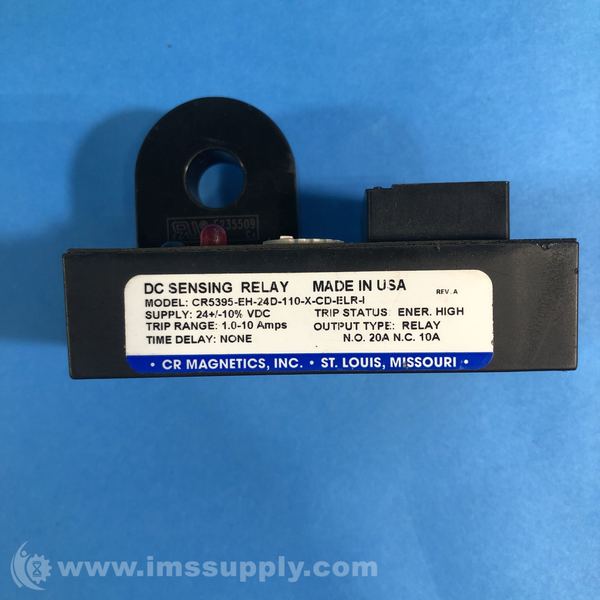 E235509
DC SENSING RELAY MADE IN USA
REV. A
MODEL: CR5395-EH-24D-110-X-CD-ELR-I
SUPPLY: 24+/-10% VDC TRIP STATUS ENER. HIGH
TRIP RANGE: 1.0-10 Amps OUTPUT TYPE: RELAY
TIME DELAY: NONE N.O. 20A N.C. 10A
• CR MAGNETICS, INC. • ST. LOUIS, MISSOURI •
www.imssupply.com